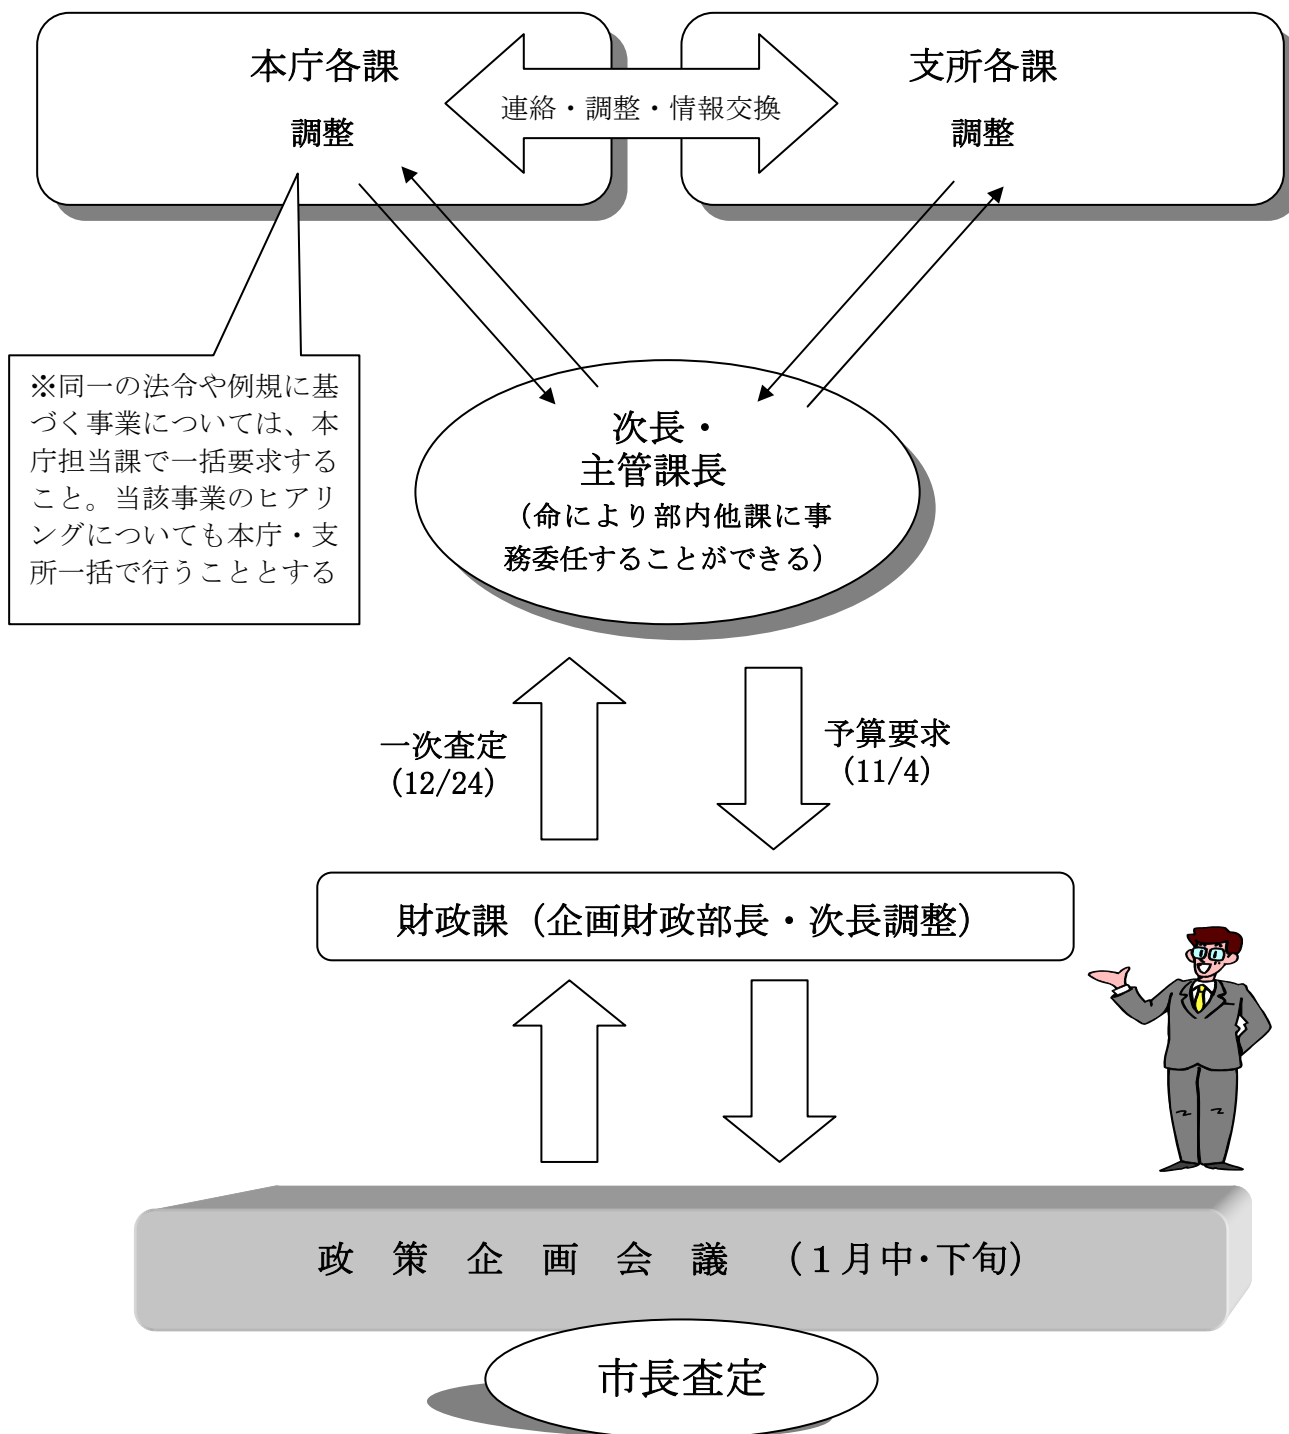 本庁各課
調整
連絡・調整・情報交換
支所各課
調整
※同一の法令や例規に基
づく事業については、本
庁担当課で一括要求する
こと。当該事業のヒアリ
ングについても本庁・支
所一括で行うこととする
次長・
主管課長
（命により部内他課に事
務委任することができる）
一次査定
(12/24)
予算要求
(11/4)
財政課（企画財政部長・次長調整）
政　策　企　画　会　議　（１月中･下旬）
市長査定